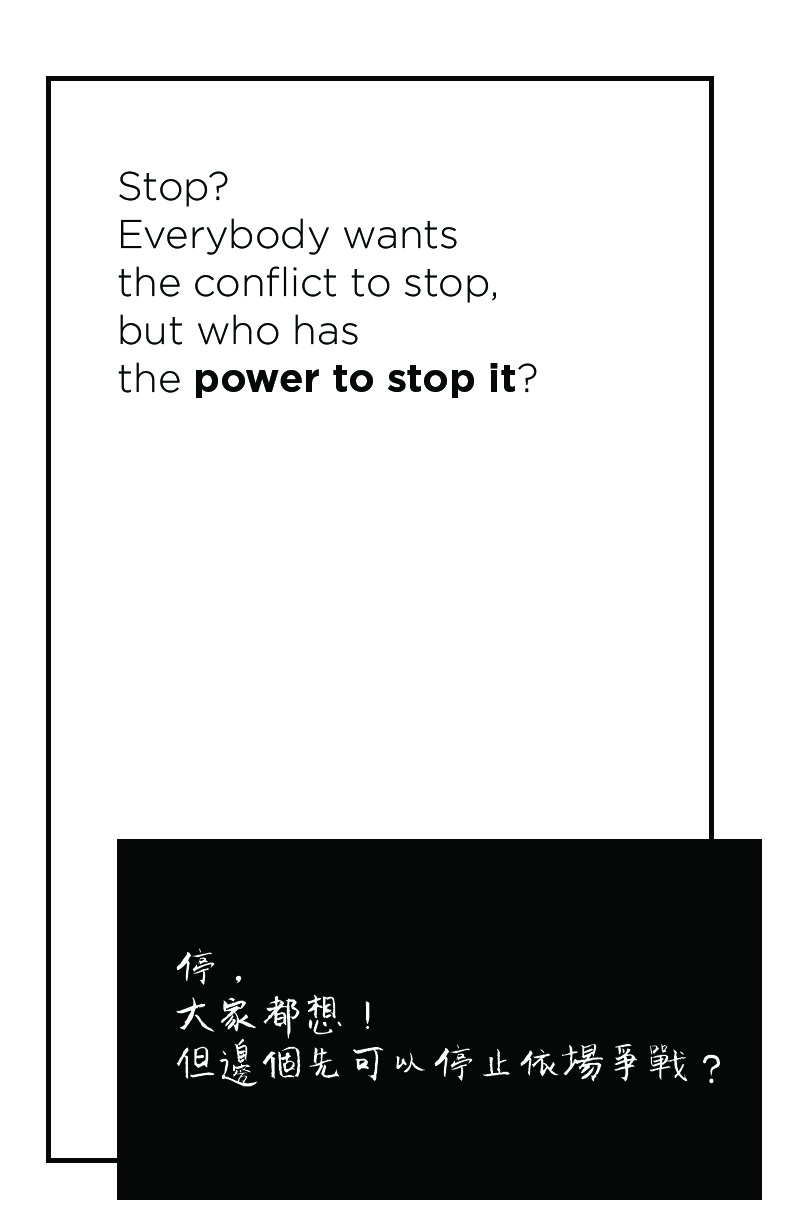 Stop?
Everybody wants
the conflict to stop,
but who has
the power to stop it?
停，
大家都想！
但邊個先可以停止依場爭戰？